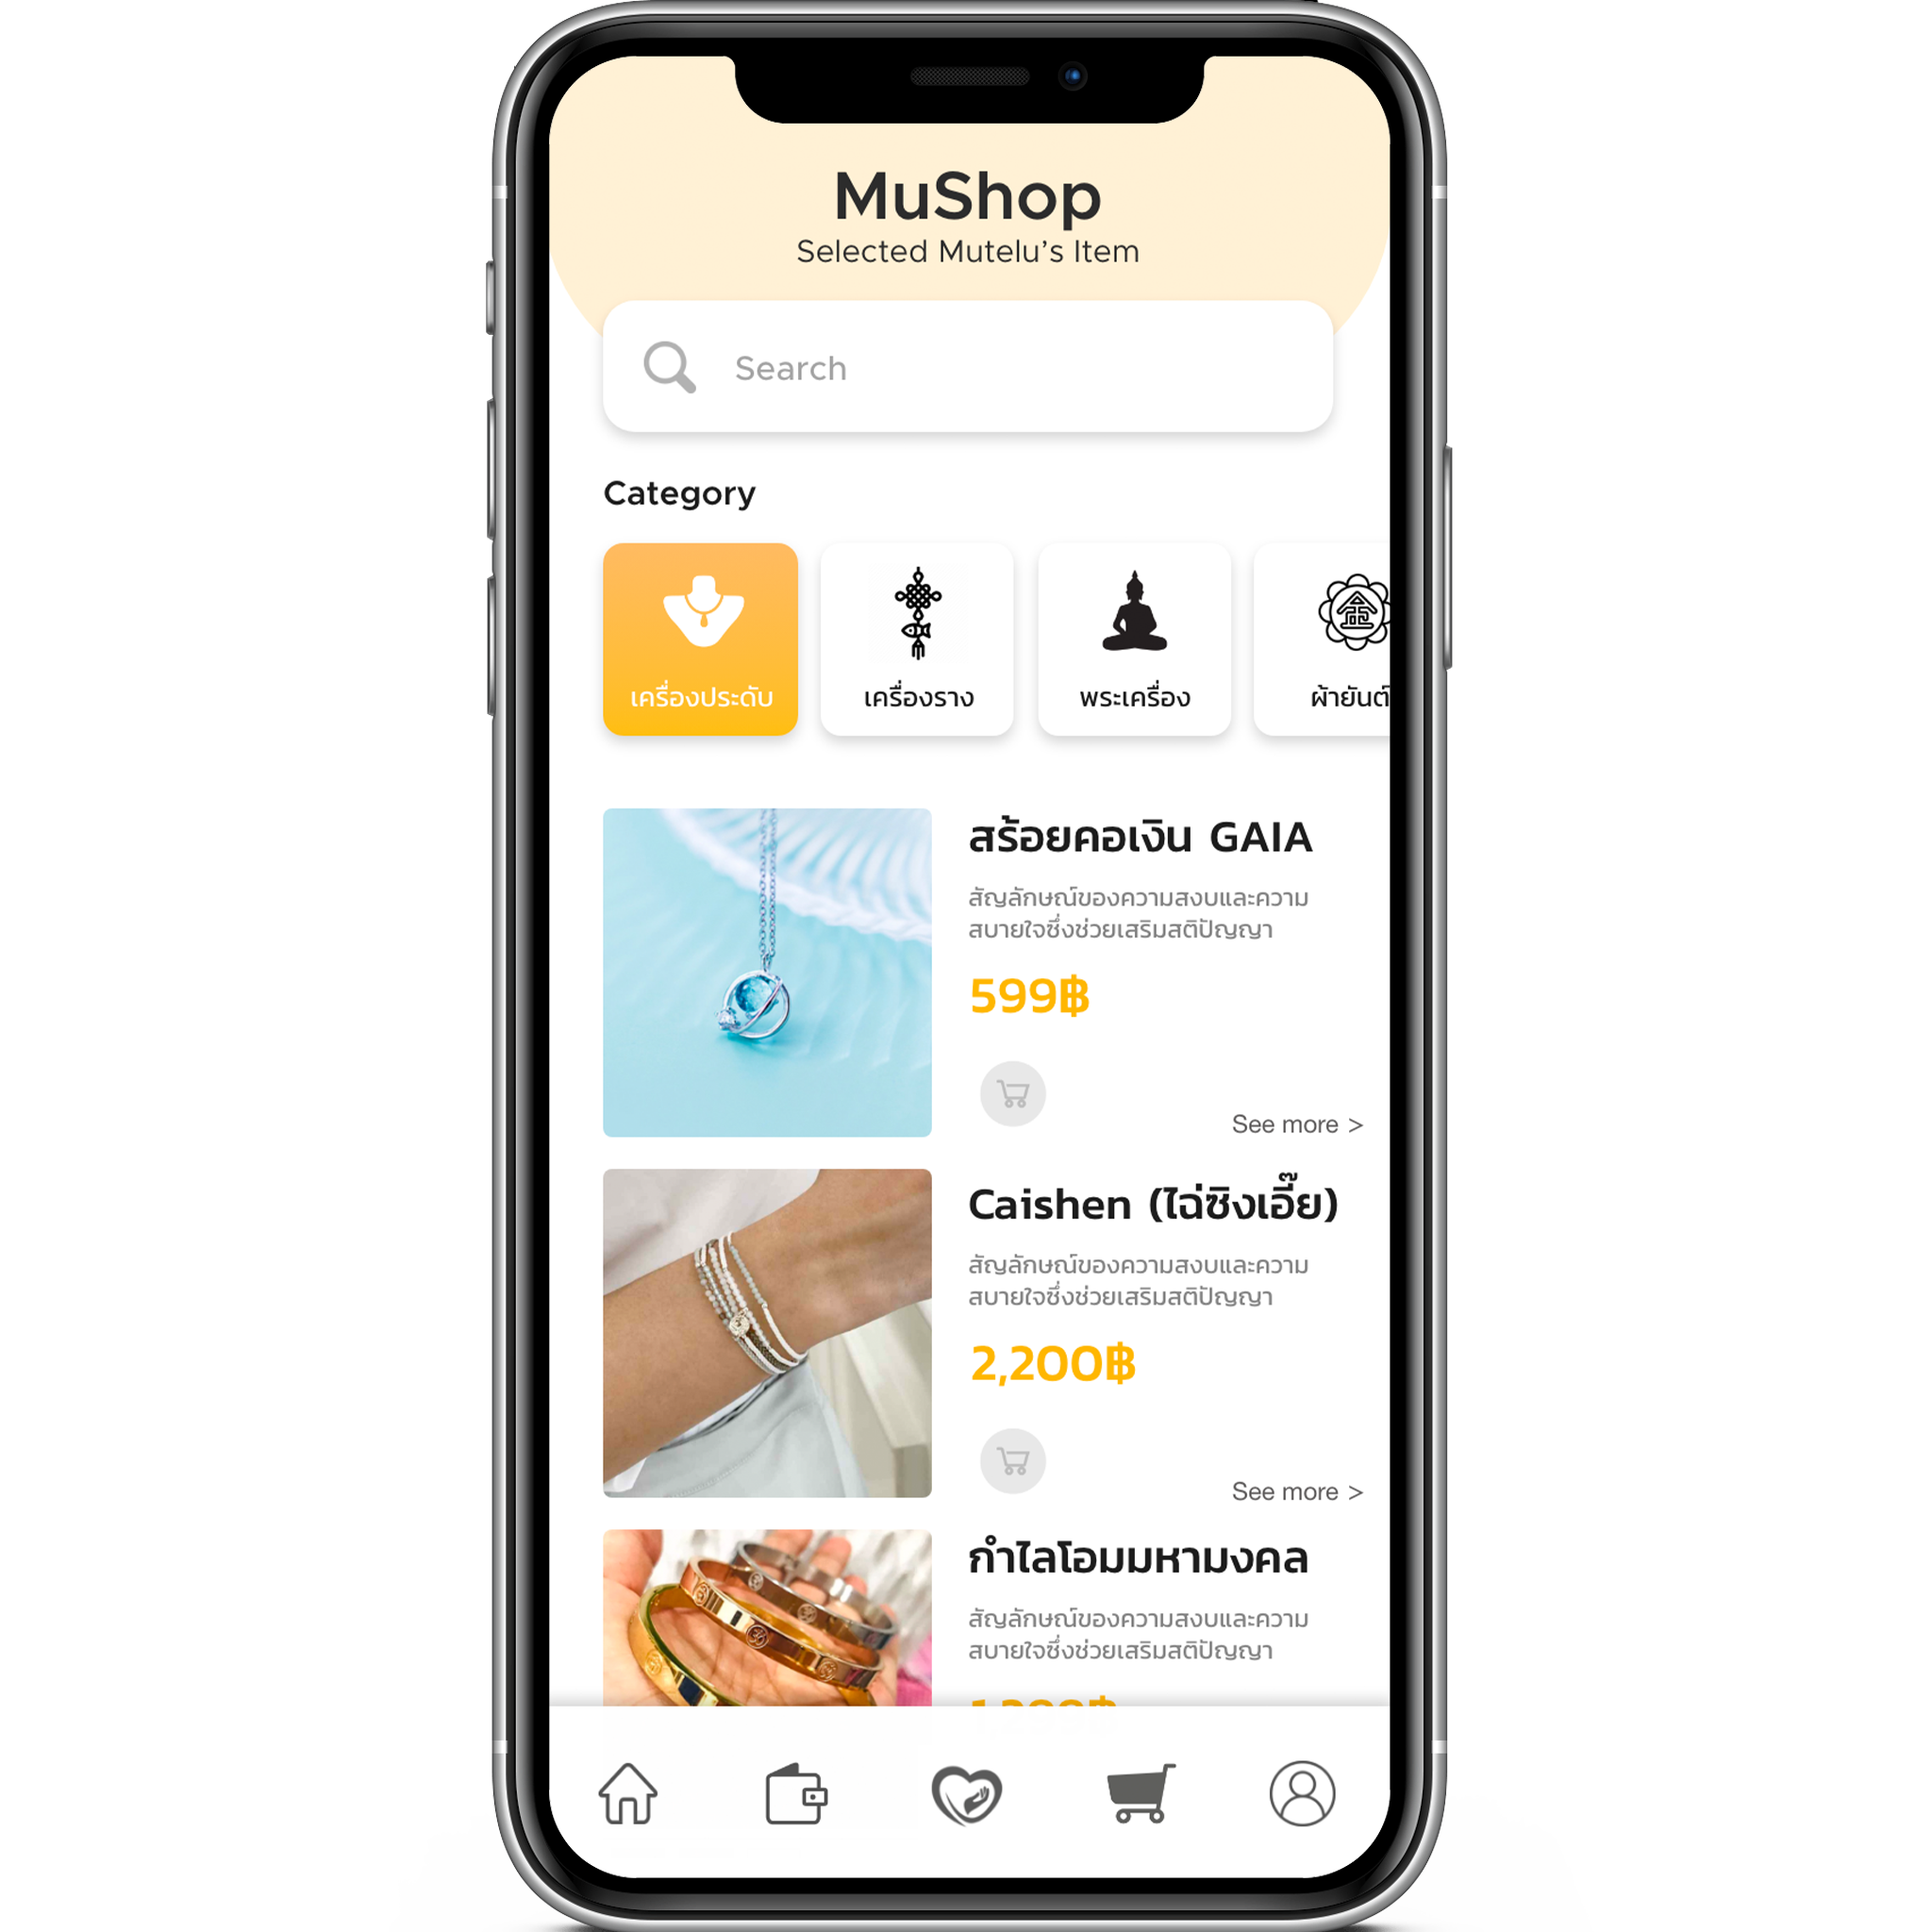 MuShop
Selected Mutelu's Item
Search
Category
เครื่องประดับ
เครื่องราง
พระเครื่อง
ผ้ายันต์
สร้อยคอเงิน GAIA
สัญลักษณ์ของความสงบและความ
สบายใจซึ่งช่วยเสริมสติปัญญา
599฿
See more >
Caishen (ไฉ่ซิงเอี๊ย)
สัญลักษณ์ของความสงบและความ
สบายใจซึ่งช่วยเสริมสติปัญญา
2,200฿
See more >
กำไลโอมมหามงคล
สัญลักษณ์ของความสงบและความ
สบายใจซึ่งช่วยเสริมสติปัญญา